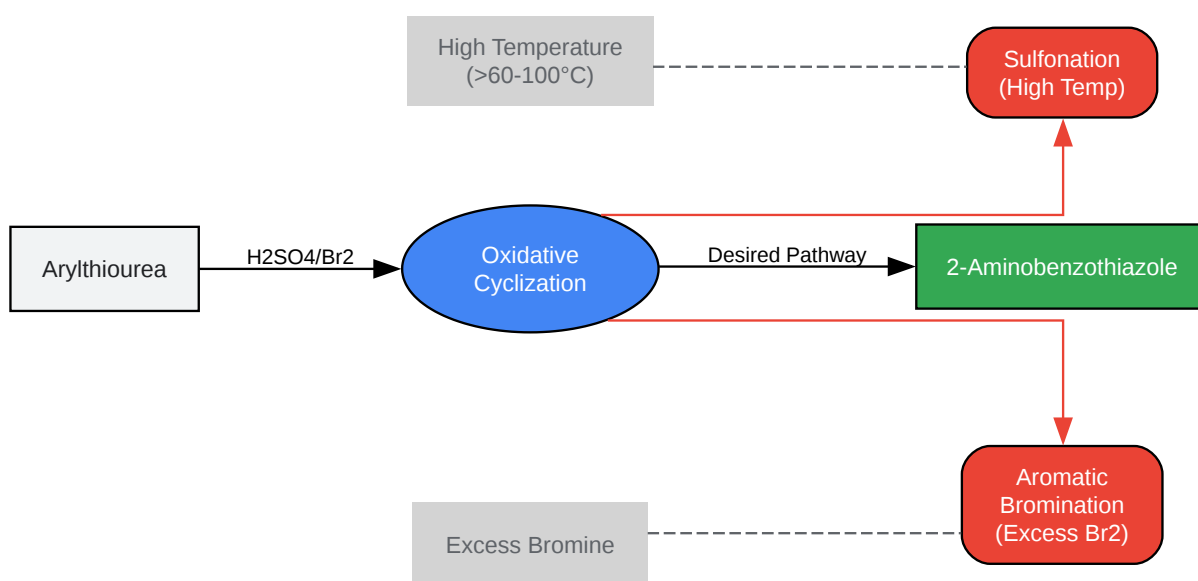 High Temperature
(>60-100°C)
Sulfonation
(High Temp)
Arylthiourea
H2SO4/Br2
Oxidative
Cyclization
Desired Pathway
2-Aminobenzothiazole
Excess Bromine
Aromatic
Bromination
(Excess Br2)